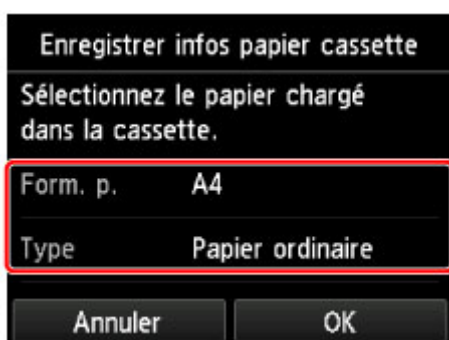 Enregistrer infos papier cassette
Sélectionnez le papier chargé
dans la cassette.
Form. p. A4
Type Papier ordinaire
Annuler OK